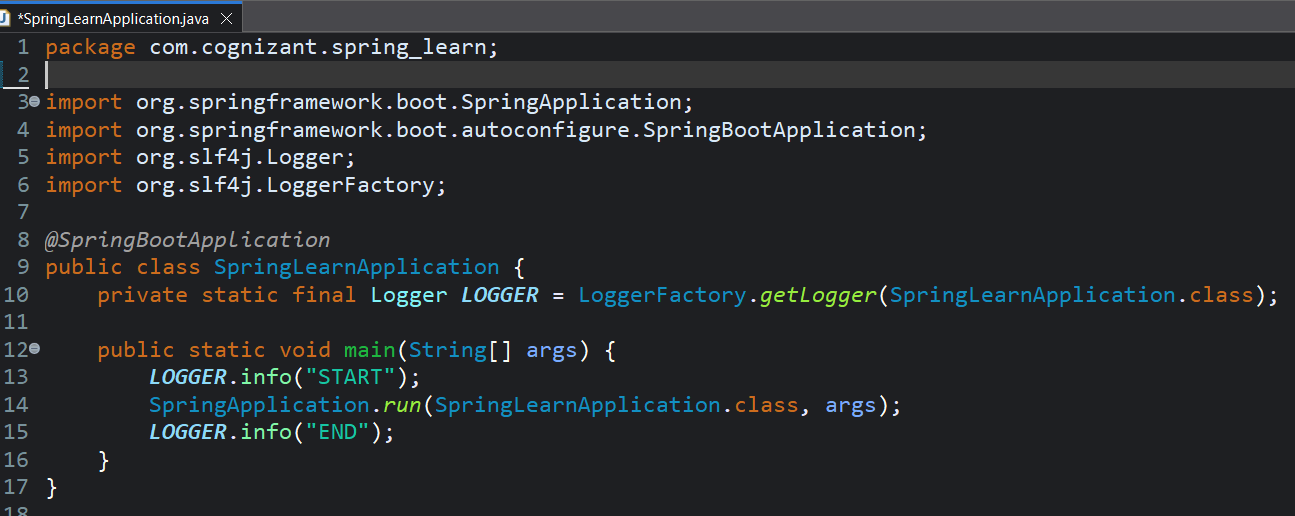 *SpringLearnApplication.java
1 package com.cognizant.spring_learn;
2
3 import org.springframework.boot.SpringApplication;
4 import org.springframework.boot.autoconfigure.SpringBootApplication;
5 import org.slf4j.Logger;
6 import org.slf4j.LoggerFactory;
7
8 @SpringBootApplication
9 public class SpringLearnApplication {
10     private static final Logger LOGGER = LoggerFactory.getLogger(SpringLearnApplication.class);
11
12     public static void main(String[] args) {
13         LOGGER.info("START");
14         SpringApplication.run(SpringLearnApplication.class, args);
15         LOGGER.info("END");
16     }
17 }
18